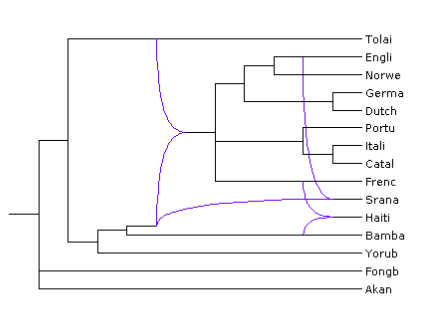 Tolai
Engli
Norwe
Germa
Dutch
Portu
Itali
Catal
Frenc
Srana
Haiti
Bamba
Yorub
Fongb
Akan